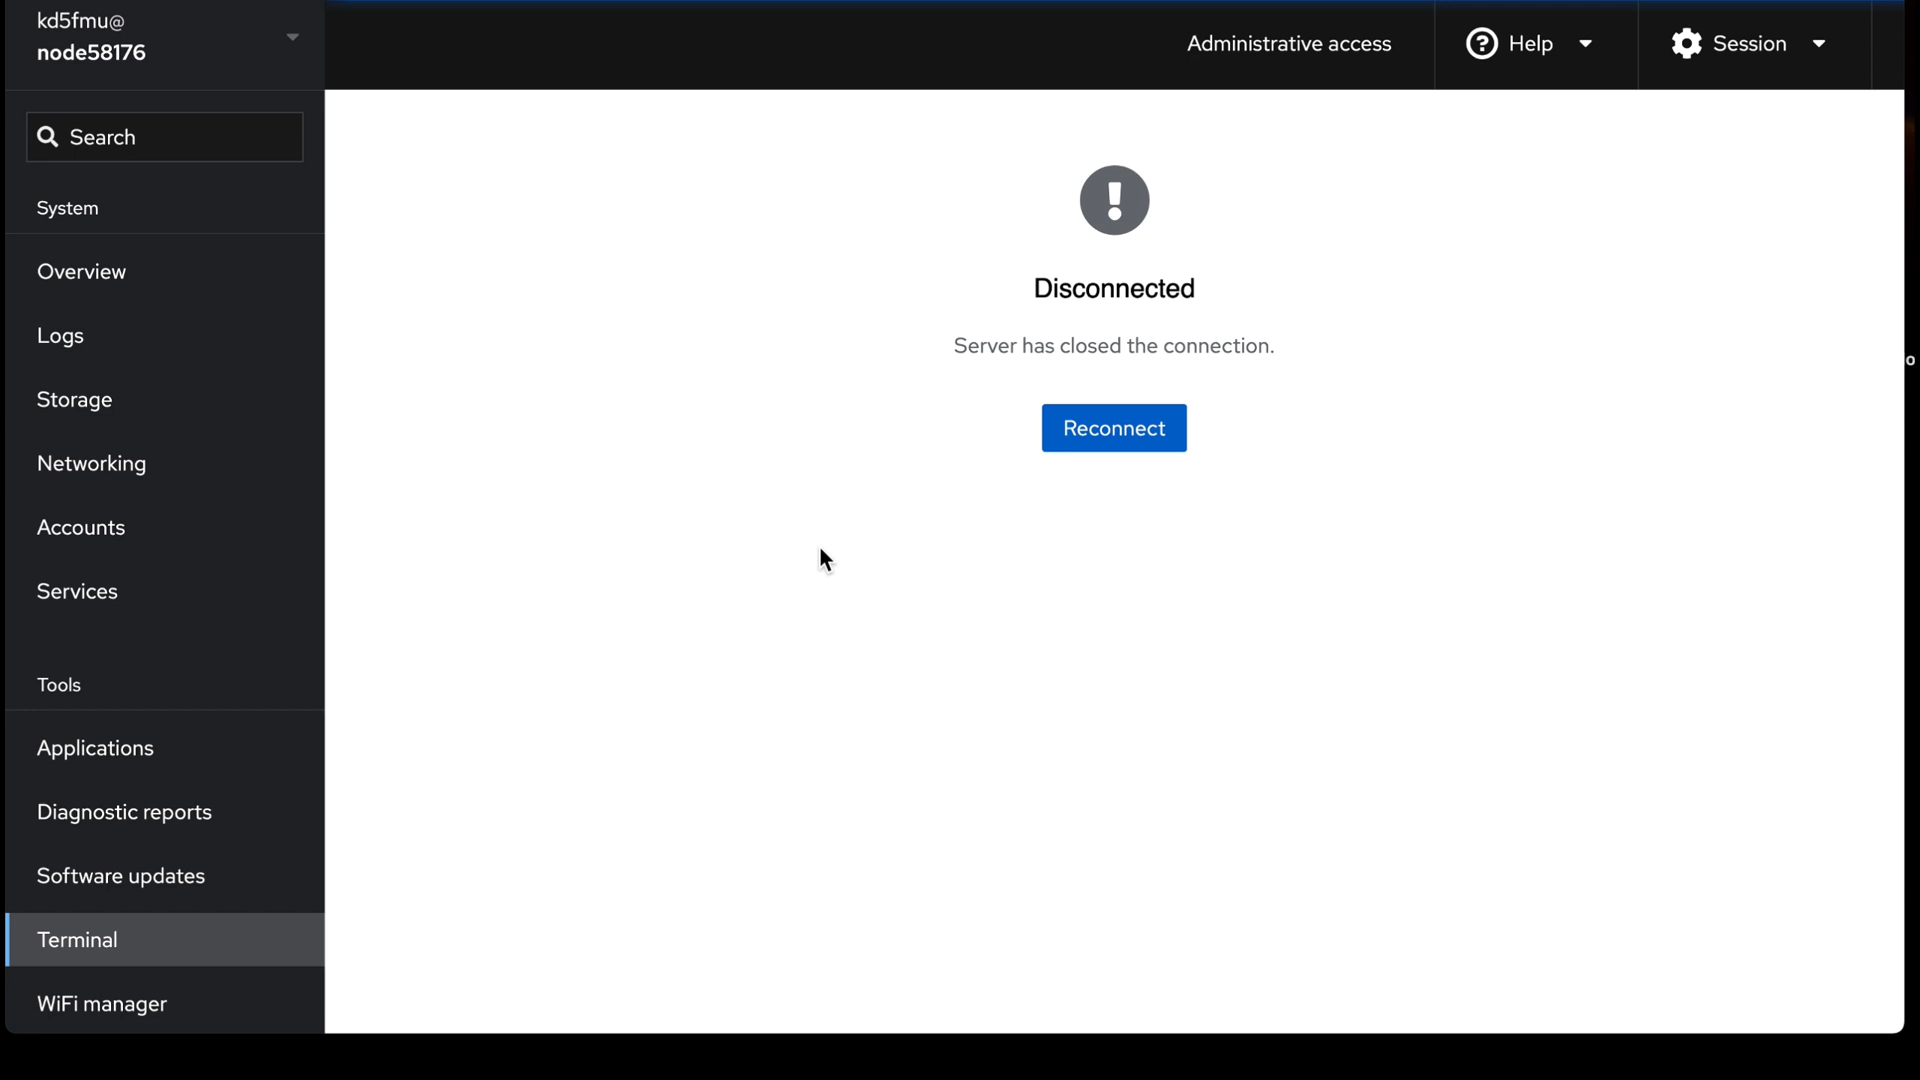 kd5fmu@
node58176
Administrative access
Help
Session
Search
System
Overview
Logs
Storage
Networking
Accounts
Services
Tools
Applications
Diagnostic reports
Software updates
Terminal
WiFi manager
Disconnected
Server has closed the connection.
Reconnect
o